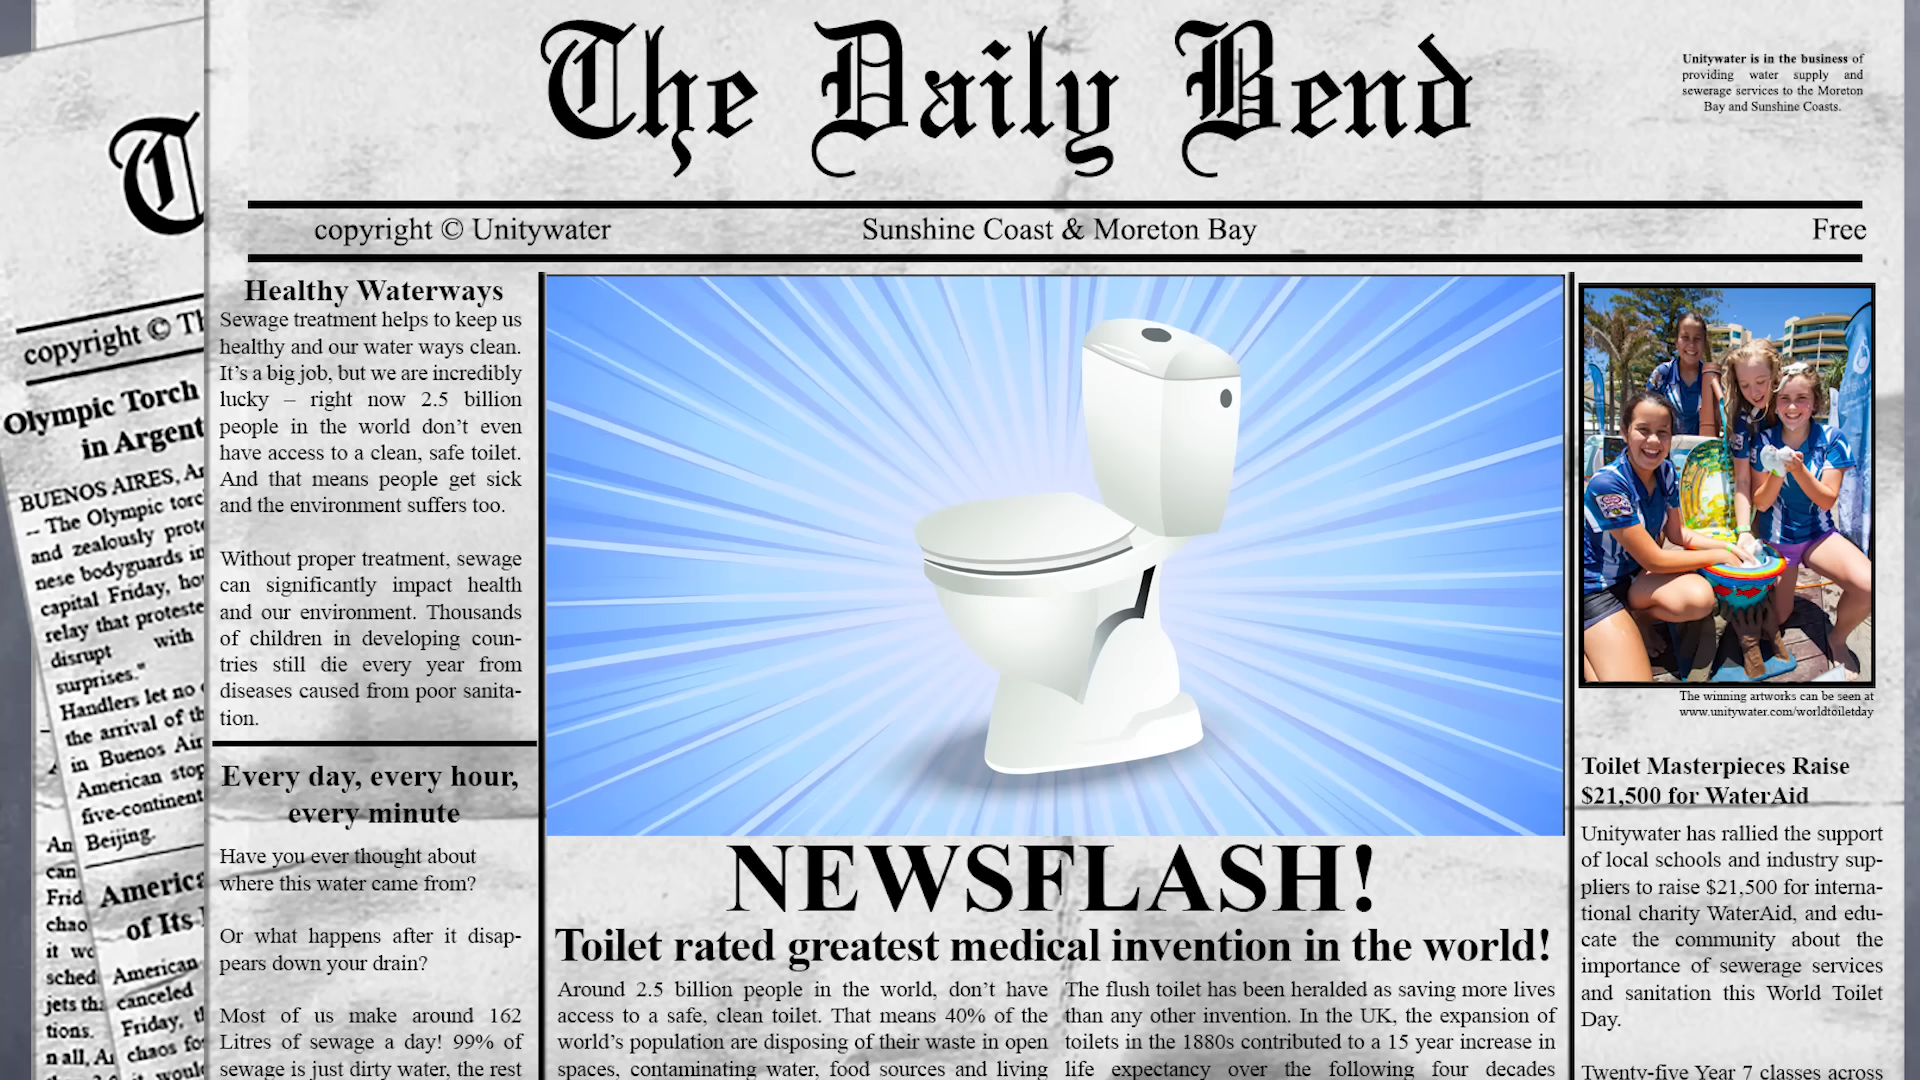 The Daily Bend
Unitywater is in the business of
providing water supply and
sewerage services to the Moreton
Bay and Sunshine Coasts.
copyright © Unitywater
Sunshine Coast & Moreton Bay
Free
Healthy Waterways
Sewage treatment helps to keep us
healthy and our water ways clean.
It's a big job, but we are incredibly
lucky – right now 2.5 billion
people in the world don't even
have access to a clean, safe toilet.
And that means people get sick
and the environment suffers too.
Without proper treatment, sewage
can significantly impact health
and our environment. Thousands
of children in developing coun-
tries still die every year from
diseases caused from poor sanita-
tion.
Every day, every hour,
every minute
Have you ever thought about
where this water came from?
Or what happens after it disap-
pears down your drain?
Most of us make around 162
Litres of sewage a day! 99% of
sewage is just dirty water, the rest
NEWSFLASH!
Toilet rated greatest medical invention in the world!
Around 2.5 billion people in the world, don't have
access to a safe, clean toilet. That means 40% of the
world's population are disposing of their waste in open
spaces, contaminating water, food sources and living
The flush toilet has been heralded as saving more lives
than any other invention. In the UK, the expansion of
toilets in the 1880s contributed to a 15 year increase in
life expectancy over the following four decades
The winning artworks can be seen at
www.unitywater.com/worldtoiletday
Toilet Masterpieces Raise
$21,500 for WaterAid
Unitywater has rallied the support
of local schools and industry sup-
pliers to raise $21,500 for interna-
tional charity WaterAid, and edu-
cate the community about the
importance of sewerage services
and sanitation this World Toilet
Day.
Twenty-five Year 7 classes across
T
copyright © Th
Olympic Torch
in Argent
BUENOS AIRES, Ar
-- The Olympic torc
and zealously prote
nese bodyguards in
capital Friday, ho
relay that proteste
disrupt with
surprises."
Handlers let no
the arrival of th
in Buenos Air
American stop
five-continent
Beijing.
America
of Its
American
canceled
Friday, t
chaos fo
it would
An
can
Frid
chao
it wo
sched
jets tha
tions.
n all, A